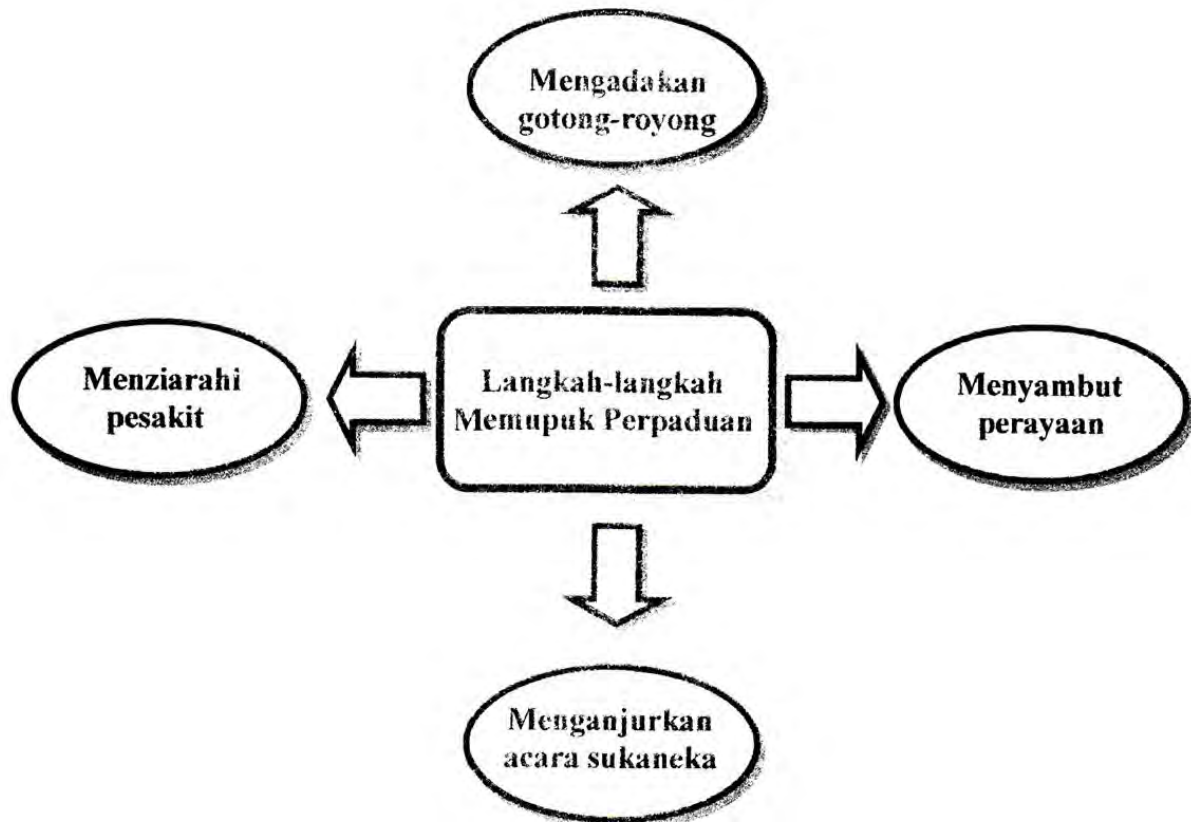 Mengadakan
gotong-royong
Menziarahi
pesakit
Langkah-langkah
Memupuk Perpaduan
Menyambut
perayaan
Menganjurkan
acara sukaneka